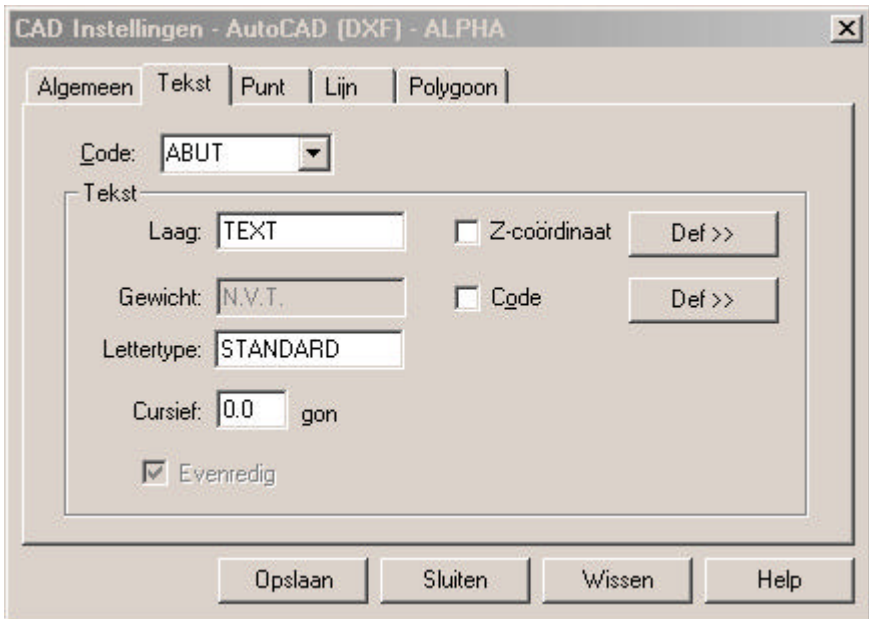 CAD Instellingen - AutoCAD (DXF) - ALPHA
Algemeen Tekst Punt Lijn Polygoon
Code: ABUT
Tekst
Laag: TEXT Z-coördinaat Def >>
Gewicht: N.V.T. Code Def >>
Lettertype: STANDARD
Cursief: 0.0 gon
Evenredig
Opslaan Sluiten Wissen Help